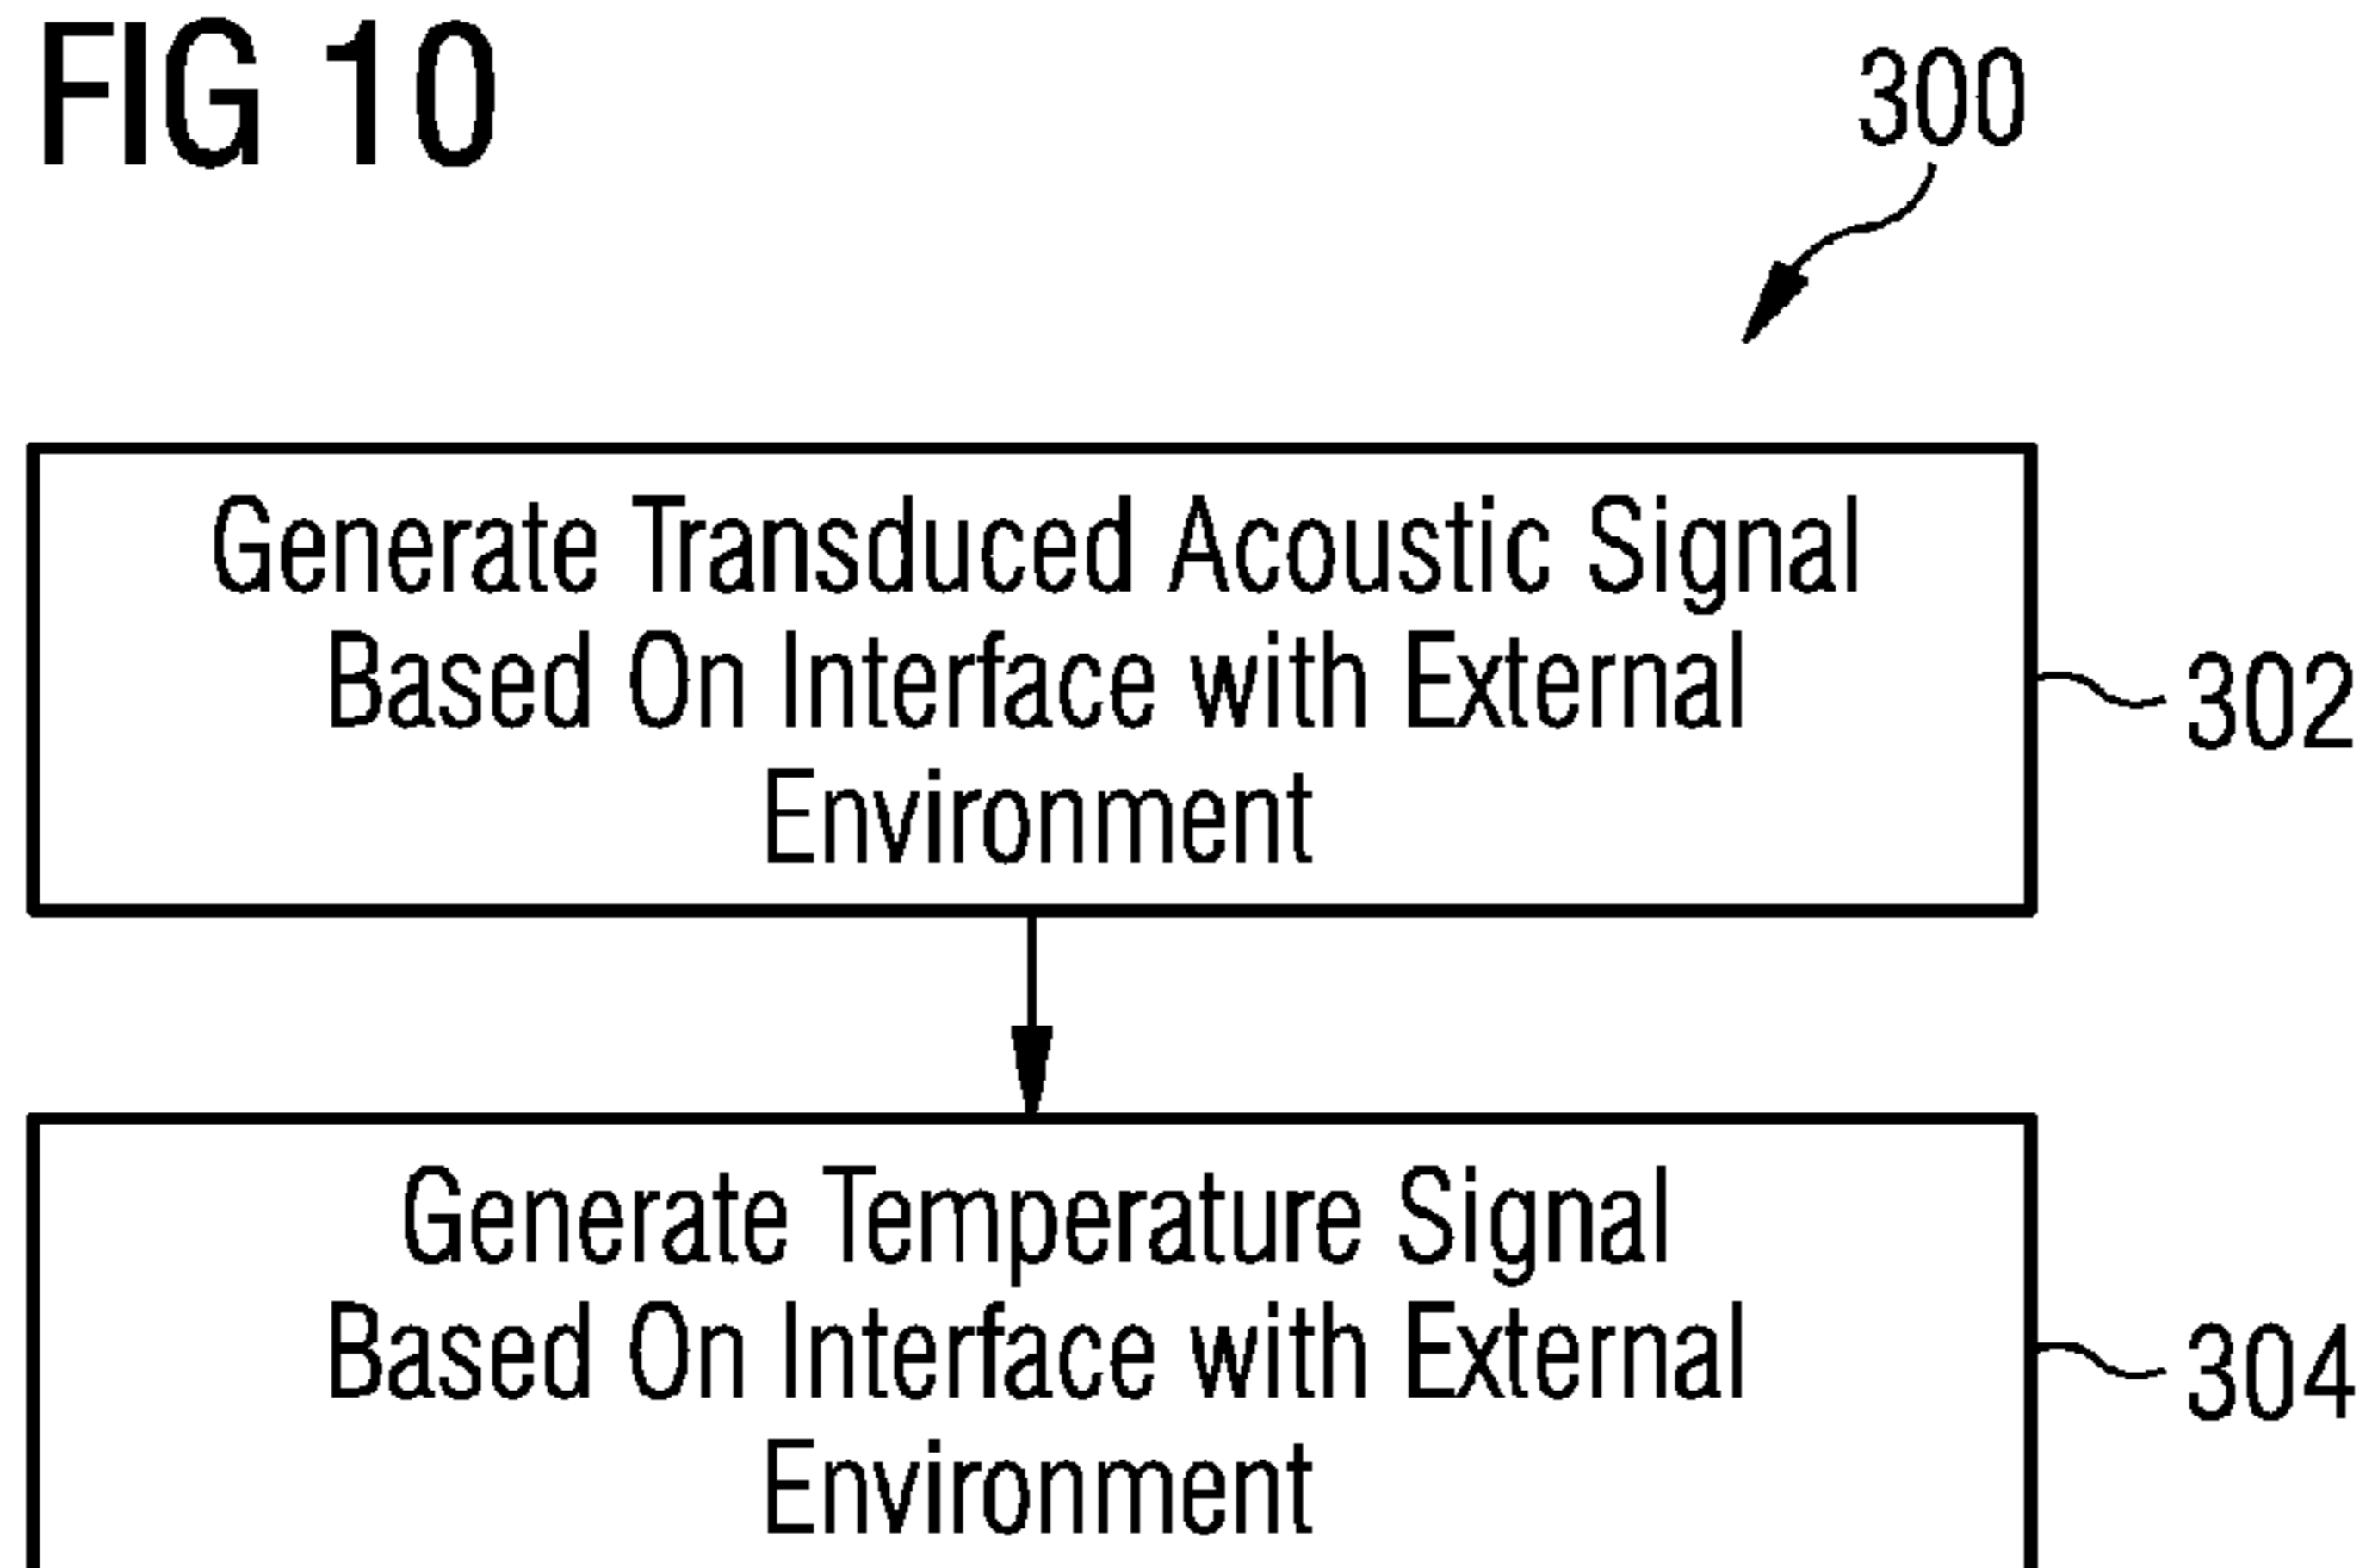 FIG 10
300
Generate Transduced Acoustic Signal
Based On Interface with External
Environment
302
Generate Temperature Signal
Based On Interface with External
Environment
304